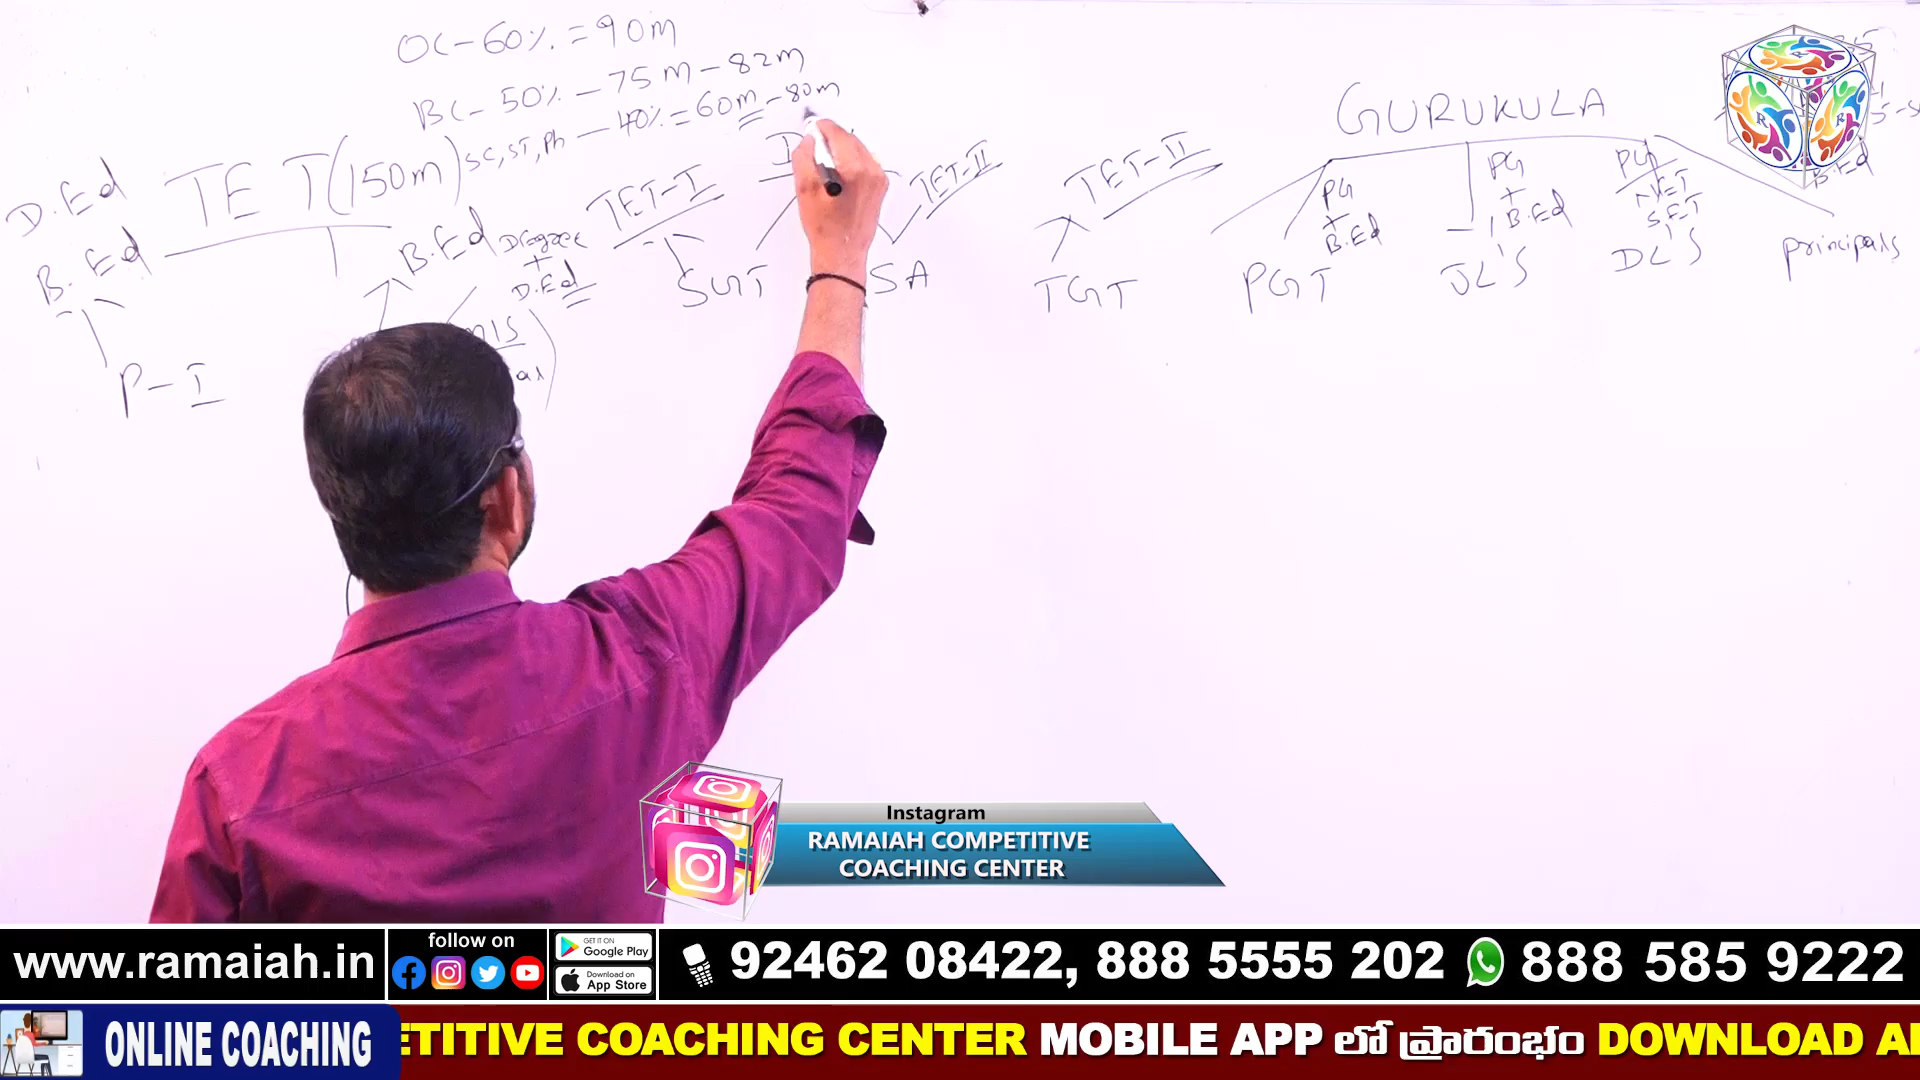 OC - 60% = 90m
BC - 50% - 75m - 82m
SC, ST, Ph - 40% = 60m - 80m
TET (150m)
D.Ed
B.Ed
P - I
B.Ed
Degree
+
D.Ed
TET-I
SGT
TET-II
SA
TET-II
TGT
GURUKULA
PG
+
B.Ed
PGT
PG
+
B.Ed
JL'S
PG
NET
SET
DL'S
B.Ed
principals
Instagram
RAMAIAH COMPETITIVE
COACHING CENTER
www.ramaiah.in
follow on
GET IT ON
Google Play
Download on
App Store
92462 08422, 888 5555 202
888 585 9222
ONLINE COACHING
ETITIVE COACHING CENTER MOBILE APP లో ప్రారంభం DOWNLOAD A